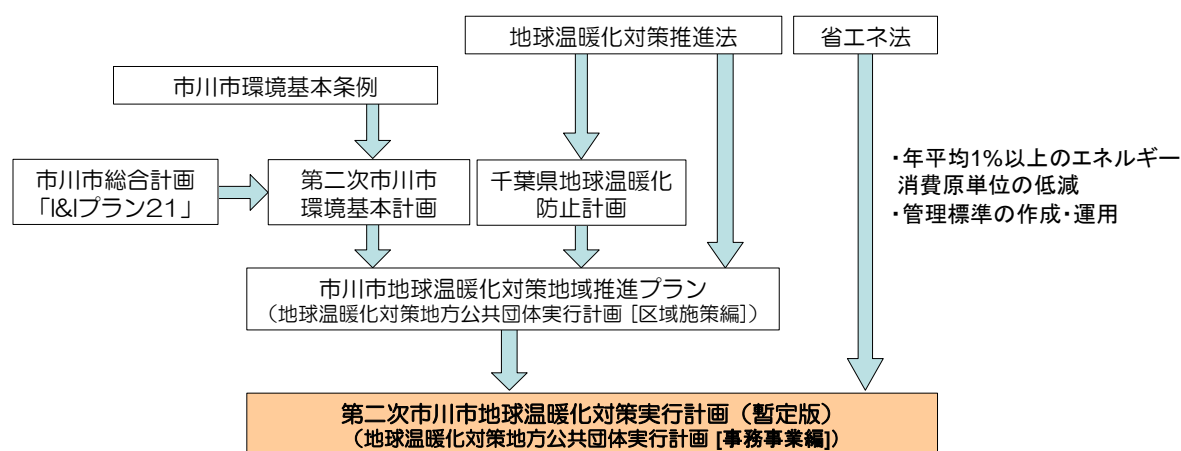 地球温暖化対策推進法
省エネ法
市川市環境基本条例
市川市総合計画
「I&Iプラン21」
第二次市川市
環境基本計画
千葉県地球温暖化
防止計画
・年平均1%以上のエネルギー
消費原単位の低減
・管理標準の作成・運用
市川市地球温暖化対策地域推進プラン
（地球温暖化対策地方公共団体実行計画［区域施策編］）
第二次市川市地球温暖化対策実行計画（暫定版）
（地球温暖化対策地方公共団体実行計画 [事務事業編]）